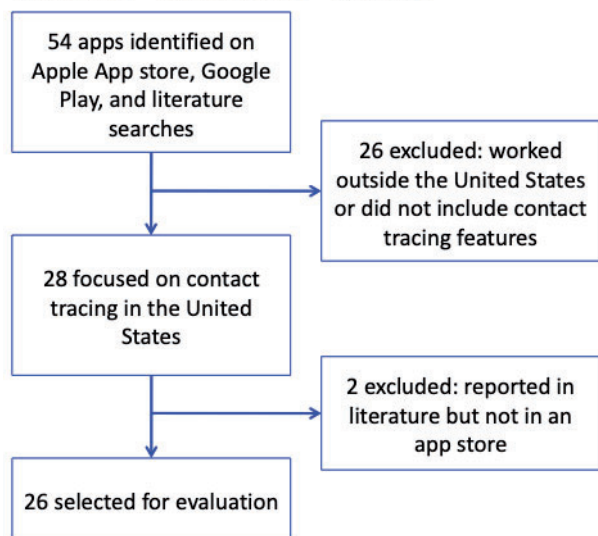 54 apps identified on
Apple App store, Google
Play, and literature
searches
26 excluded: worked
outside the United States
or did not include contact
tracing features
28 focused on contact
tracing in the United
States
2 excluded: reported in
literature but not in an
app store
26 selected for evaluation